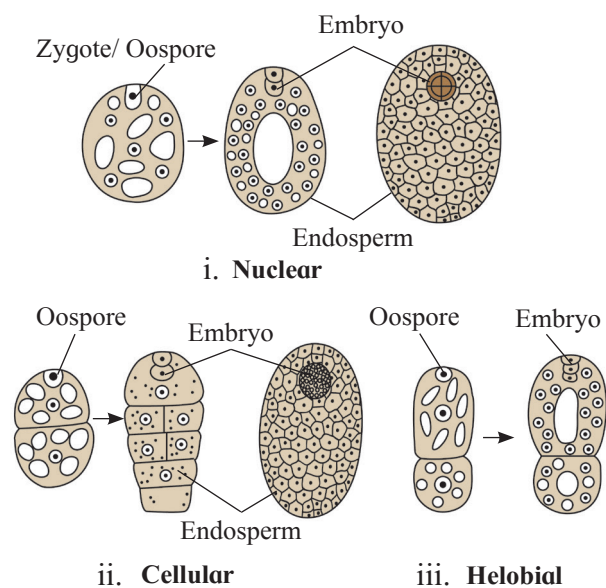 Embryo
Zygote/ Oospore
Endosperm
i. Nuclear
Oospore
Embryo
Endosperm
ii. Cellular
Oospore
Embryo
iii. Helobial